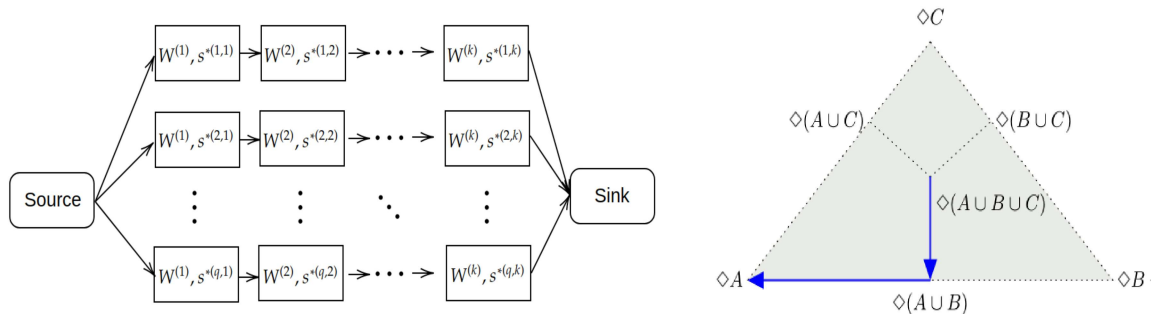 W^{(1)}, s^{*(1,1)} W^{(2)}, s^{*(1,2)} ··· W^{(k)}, s^{*(1,k)}
W^{(1)}, s^{*(2,1)} W^{(2)}, s^{*(2,2)} ··· W^{(k)}, s^{*(2,k)}
Source ⋮ ⋮ ⋱ ⋮ Sink
W^{(1)}, s^{*(q,1)} W^{(2)}, s^{*(q,2)} ··· W^{(k)}, s^{*(q,k)}
◇C
◇(A ∪ C) ◇(B ∪ C)
◇(A ∪ B ∪ C)
◇A ◇B
◇(A ∪ B)